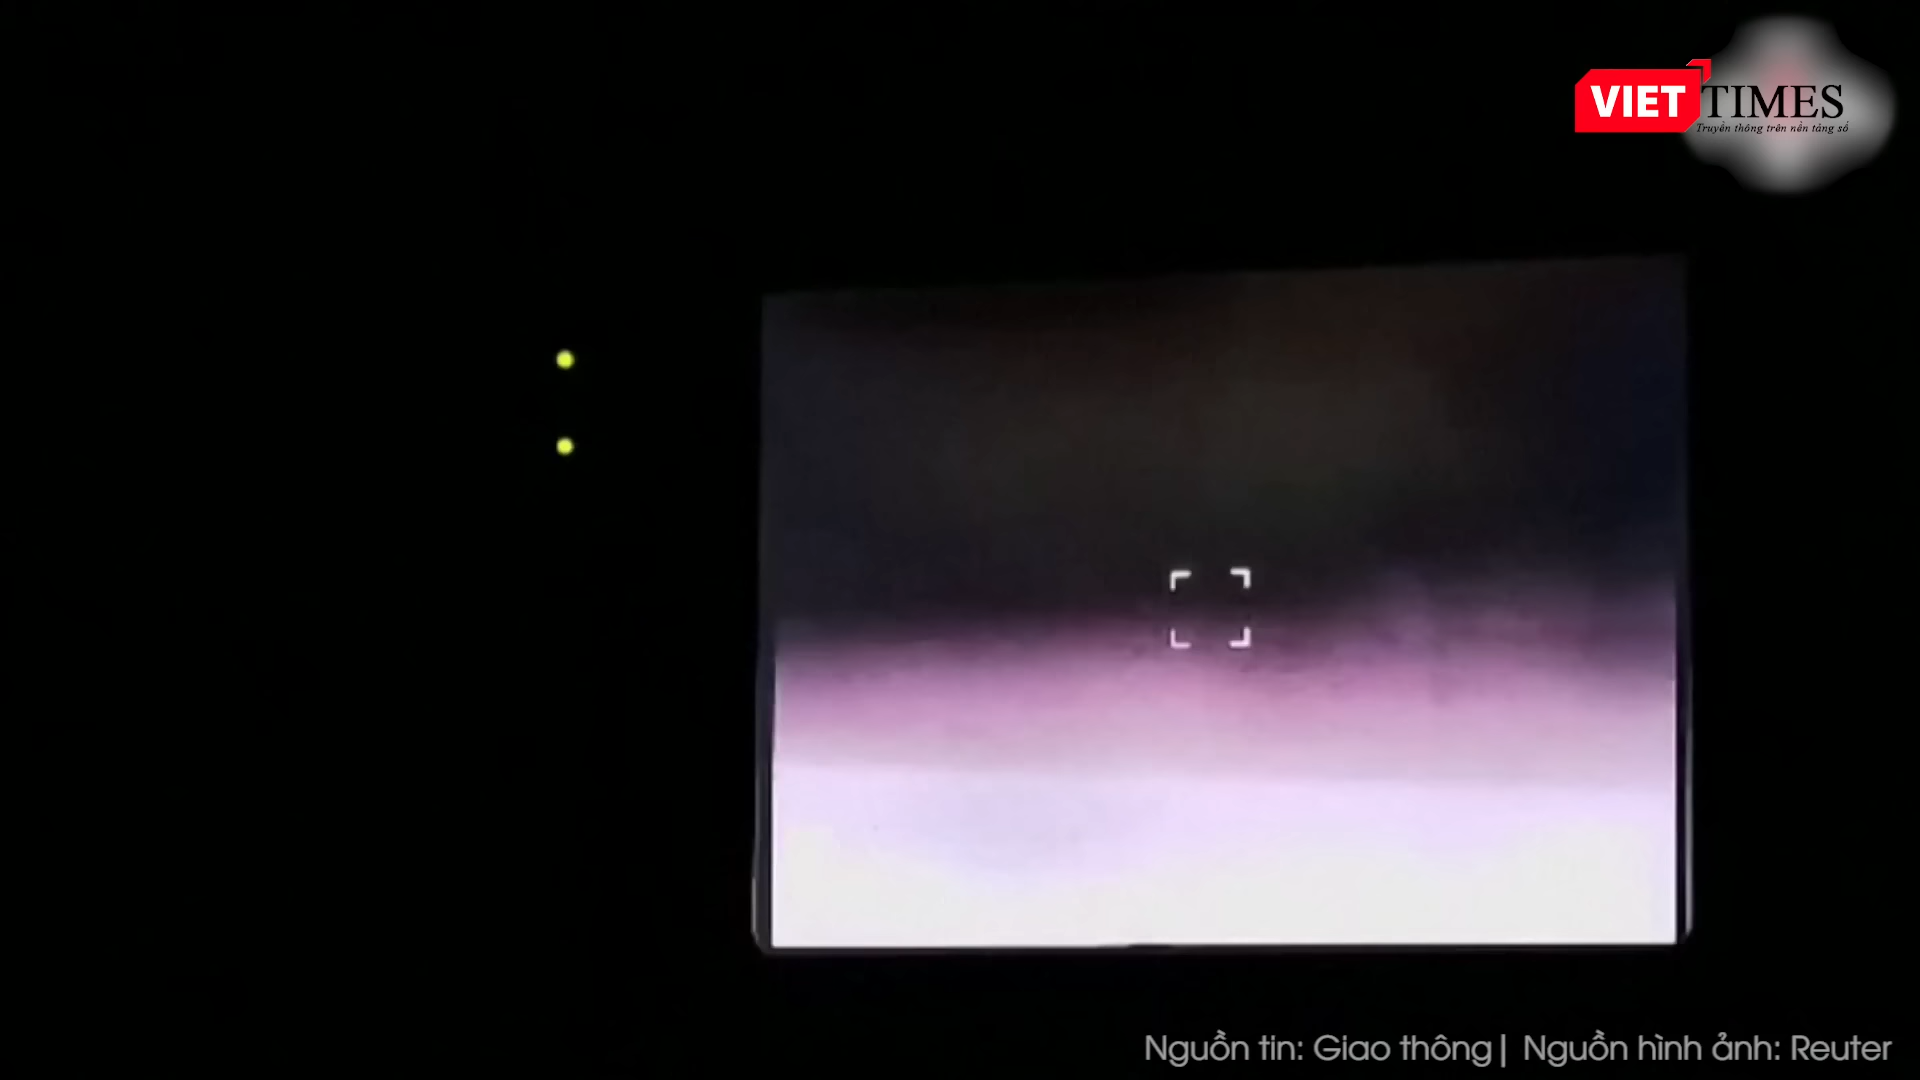 VIETTIMES
Truyền thông trên nền tảng số
Nguồn tin: Giao thông| Nguồn hình ảnh: Reuter